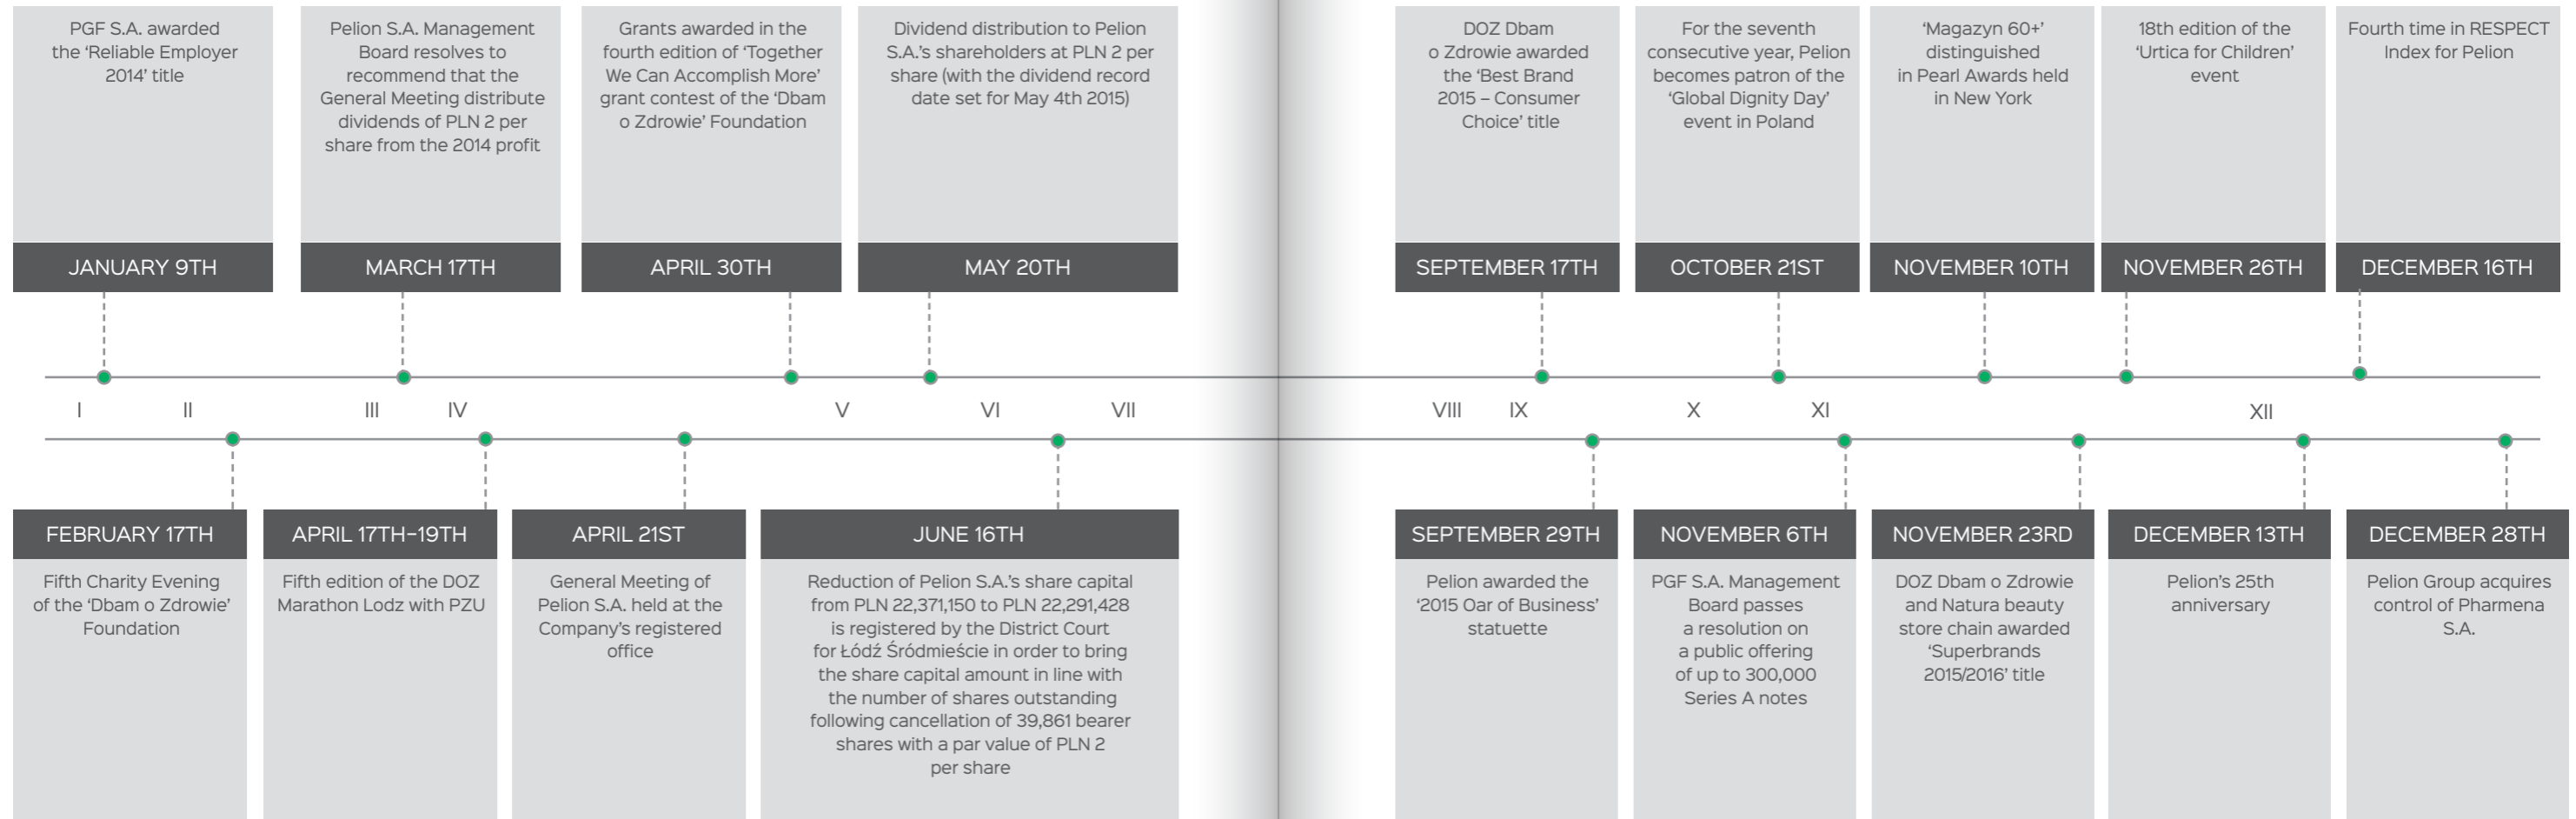 PGF S.A. awarded
the ‘Reliable Employer
2014’ title
JANUARY 9TH
Pelion S.A. Management
Board resolves to
recommend that the
General Meeting distribute
dividends of PLN 2 per
share from the 2014 profit
MARCH 17TH
Grants awarded in the
fourth edition of ‘Together
We Can Accomplish More’
grant contest of the ‘Dbam
o Zdrowie’ Foundation
APRIL 30TH
Dividend distribution to Pelion
S.A.’s shareholders at PLN 2 per
share (with the dividend record
date set for May 4th 2015)
MAY 20TH
DOZ Dbam
o Zdrowie awarded
the ‘Best Brand
2015 – Consumer
Choice’ title
SEPTEMBER 17TH
For the seventh
consecutive year, Pelion
becomes patron of the
‘Global Dignity Day’
event in Poland
OCTOBER 21ST
‘Magazyn 60+’
distinguished
in Pearl Awards held
in New York
NOVEMBER 10TH
18th edition of the
‘Urtica for Children’
event
NOVEMBER 26TH
Fourth time in RESPECT
Index for Pelion
DECEMBER 16TH
I II III IV V VI VII VIII IX X XI XII
FEBRUARY 17TH
Fifth Charity Evening
of the ‘Dbam o Zdrowie’
Foundation
APRIL 17TH–19TH
Fifth edition of the DOZ
Marathon Lodz with PZU
APRIL 21ST
General Meeting of
Pelion S.A. held at the
Company’s registered
office
JUNE 16TH
Reduction of Pelion S.A.’s share capital
from PLN 22,371,150 to PLN 22,291,428
is registered by the District Court
for Łódź Śródmieście in order to bring
the share capital amount in line with
the number of shares outstanding
following cancellation of 39,861 bearer
shares with a par value of PLN 2
per share
SEPTEMBER 29TH
Pelion awarded the
‘2015 Oar of Business’
statuette
NOVEMBER 6TH
PGF S.A. Management
Board passes
a resolution on
a public offering
of up to 300,000
Series A notes
NOVEMBER 23RD
DOZ Dbam o Zdrowie
and Natura beauty
store chain awarded
‘Superbrands
2015/2016’ title
DECEMBER 13TH
Pelion’s 25th
anniversary
DECEMBER 28TH
Pelion Group acquires
control of Pharmena
S.A.